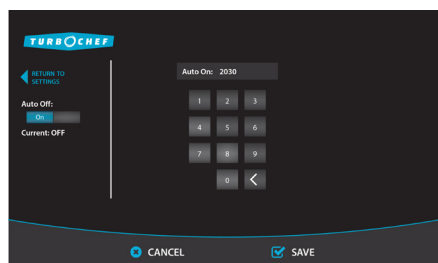 TURBOCHEF
RETURN TO
SETTINGS
Auto Off:
On
Current: OFF
Auto On: 2030
1 2 3
4 5 6
7 8 9
0 <
CANCEL
SAVE